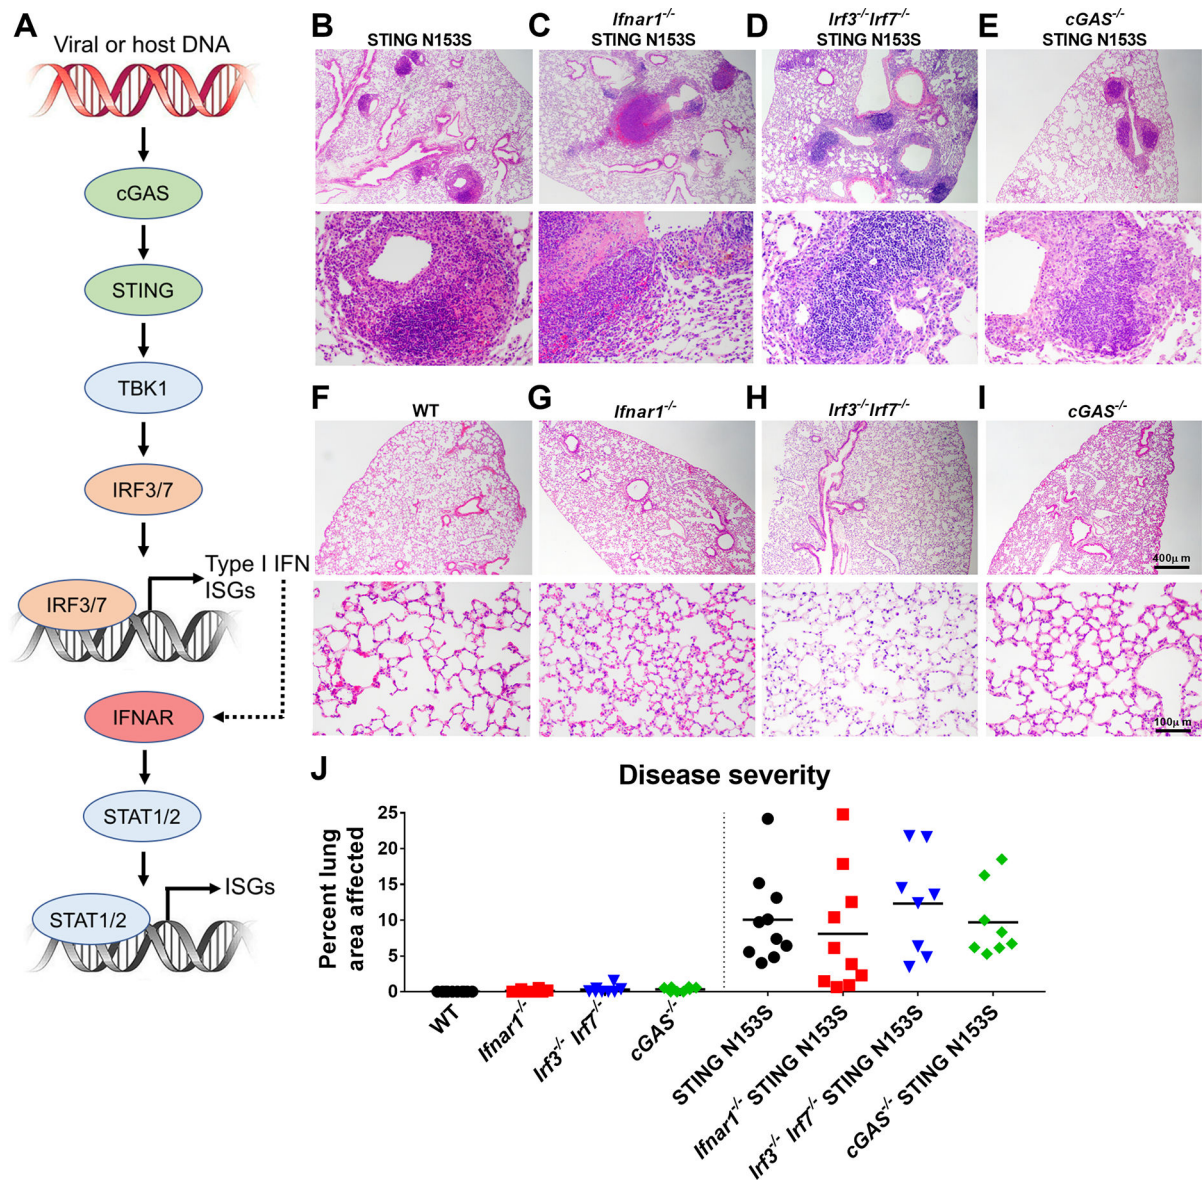 A
Viral or host DNA
cGAS
STING
TBK1
IRF3/7
Type I IFN
ISGs
IRF3/7
IFNAR
STAT1/2
ISGs
STAT1/2
B
STING N153S
C
Ifnar1-/-
STING N153S
D
Irf3-/-Irf7-/-
STING N153S
E
cGAS-/-
STING N153S
F
WT
G
Ifnar1-/-
H
Irf3-/-Irf7-/-
I
cGAS-/-
400μ m
100μ m
J
Disease severity
Percent lung
area affected
25
20
15
10
5
0
WT
Ifnar1-/-
Irf3-/- Irf7-/-
cGAS-/-
STING N153S
Ifnar1-/- STING N153S
Irf3-/- Irf7-/- STING N153S
cGAS-/- STING N153S